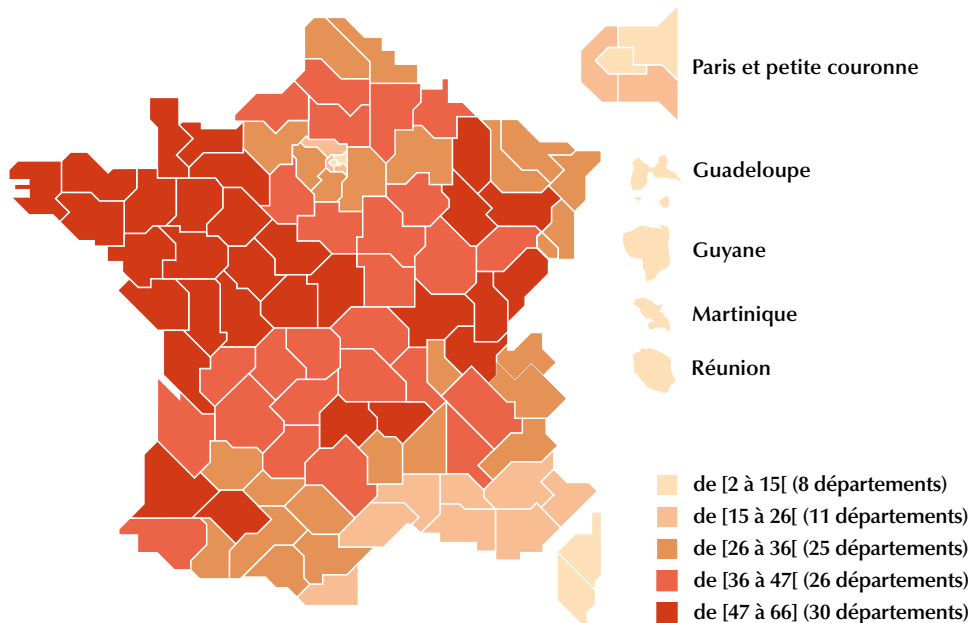 Paris et petite couronne
Guadeloupe
Guyane
Martinique
Réunion
de [2 à 15[ (8 départements)
de [15 à 26[ (11 départements)
de [26 à 36[ (25 départements)
de [36 à 47[ (26 départements)
de [47 à 66] (30 départements)